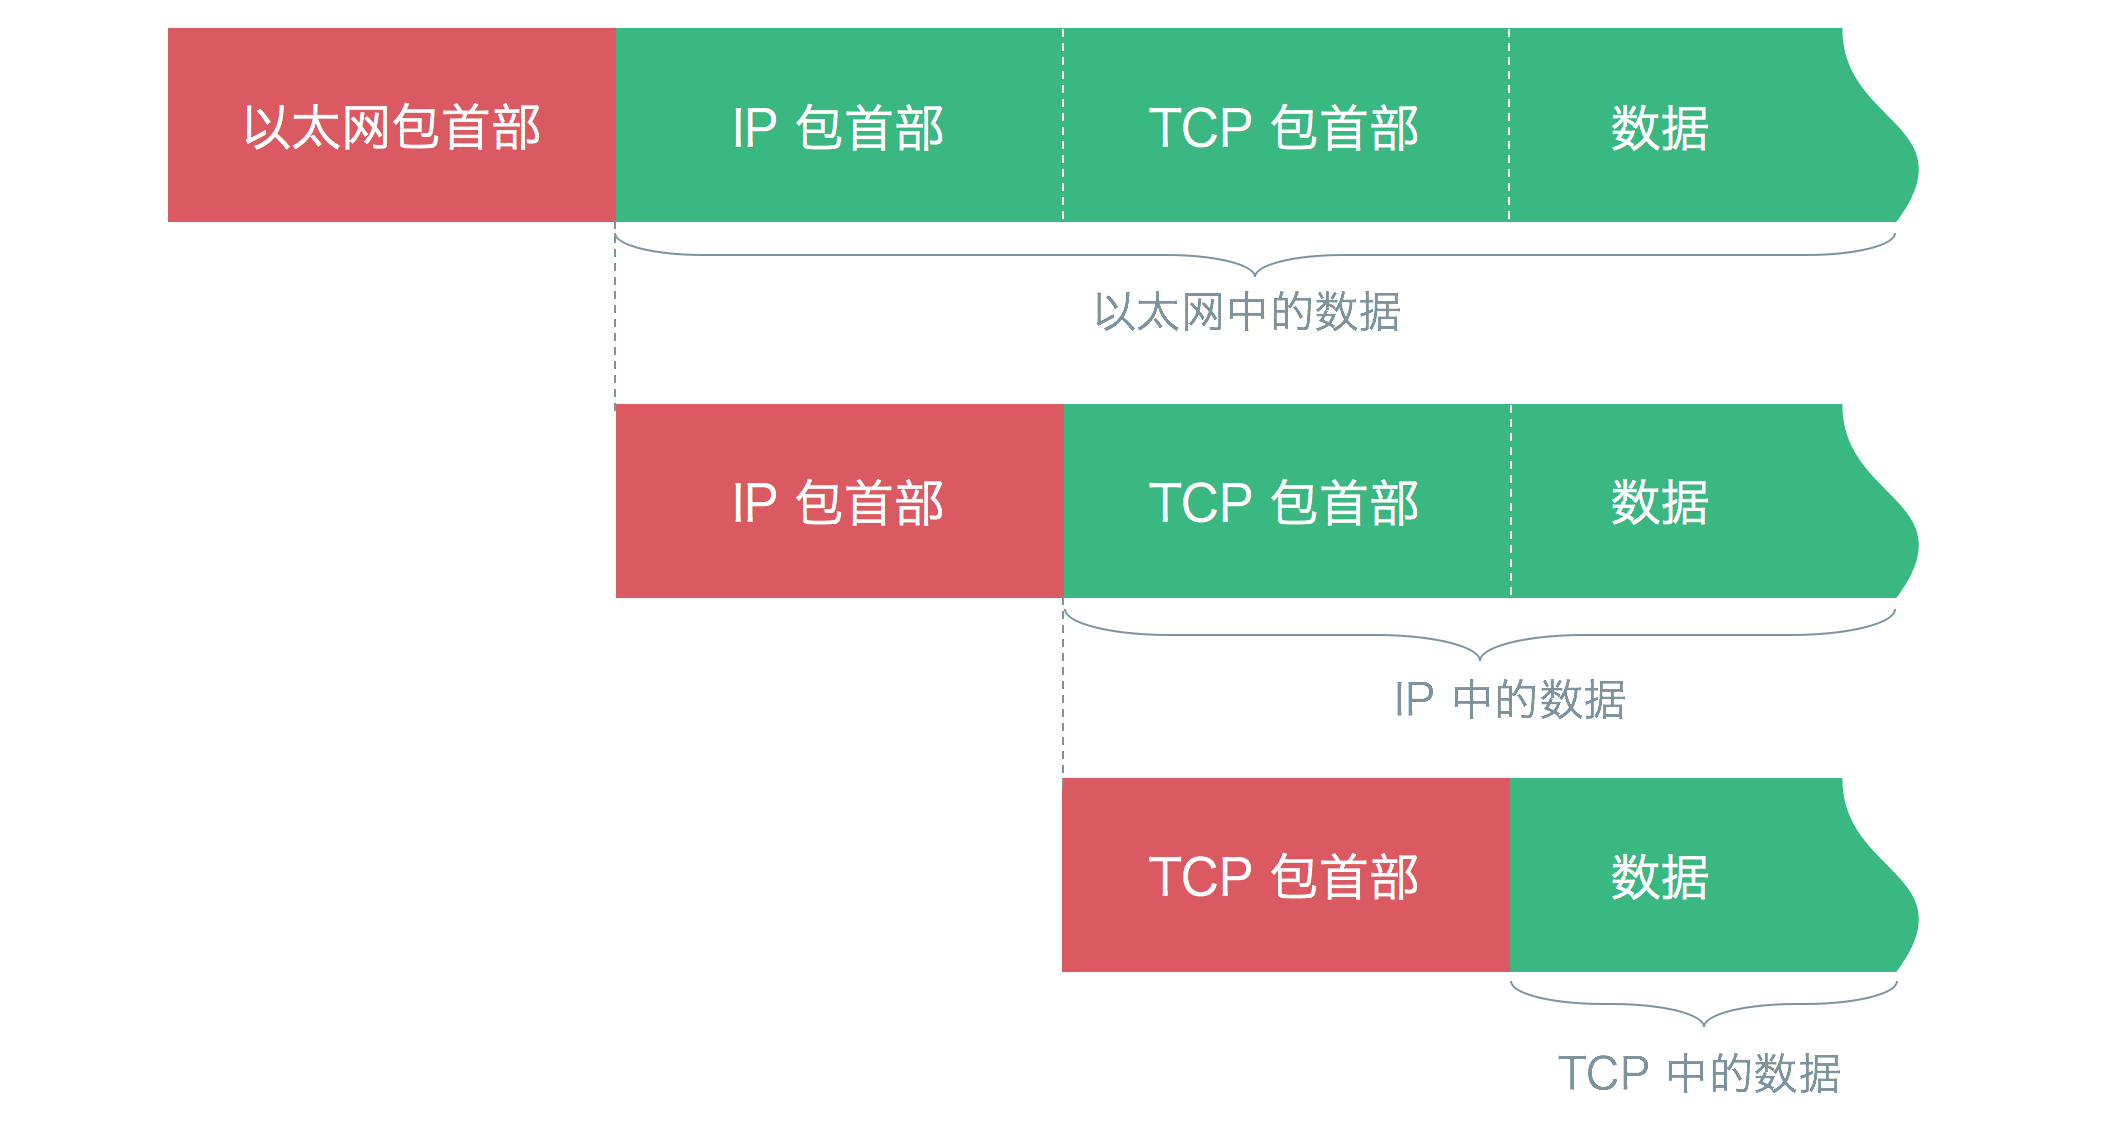 以太网包首部 IP 包首部 TCP 包首部 数据
以太网中的数据
IP 包首部 TCP 包首部 数据
IP 中的数据
TCP 包首部 数据
TCP 中的数据